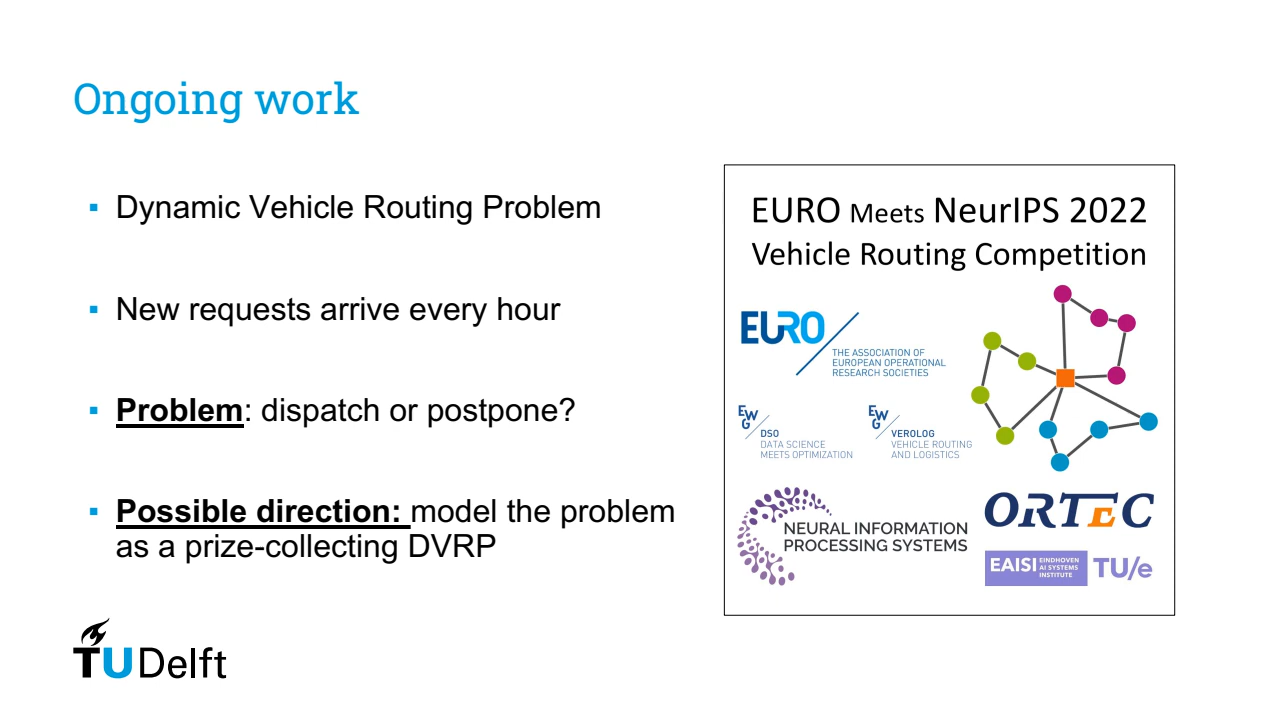 Ongoing work
▪ Dynamic Vehicle Routing Problem
▪ New requests arrive every hour
▪ Problem: dispatch or postpone?
▪ Possible direction: model the problem
as a prize-collecting DVRP
EURO Meets NeurIPS 2022
Vehicle Routing Competition
EURO
THE ASSOCIATION OF
EUROPEAN OPERATIONAL
RESEARCH SOCIETIES
EWG
DSO
DATA SCIENCE
MEETS OPTIMIZATION
EWG
VEROLOG
VEHICLE ROUTING
AND LOGISTICS
NEURAL INFORMATION
PROCESSING SYSTEMS
ORTEC
EAISI EINDHOVEN
AI SYSTEMS
INSTITUTE
TU/e
TU Delft